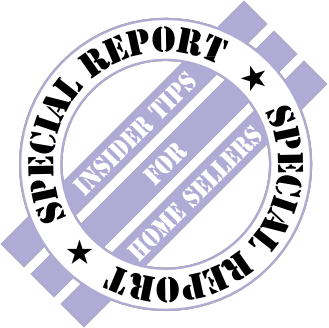 SPECIAL REPORT
INSIDER TIPS
FOR
HOME SELLERS
SPECIAL REPORT